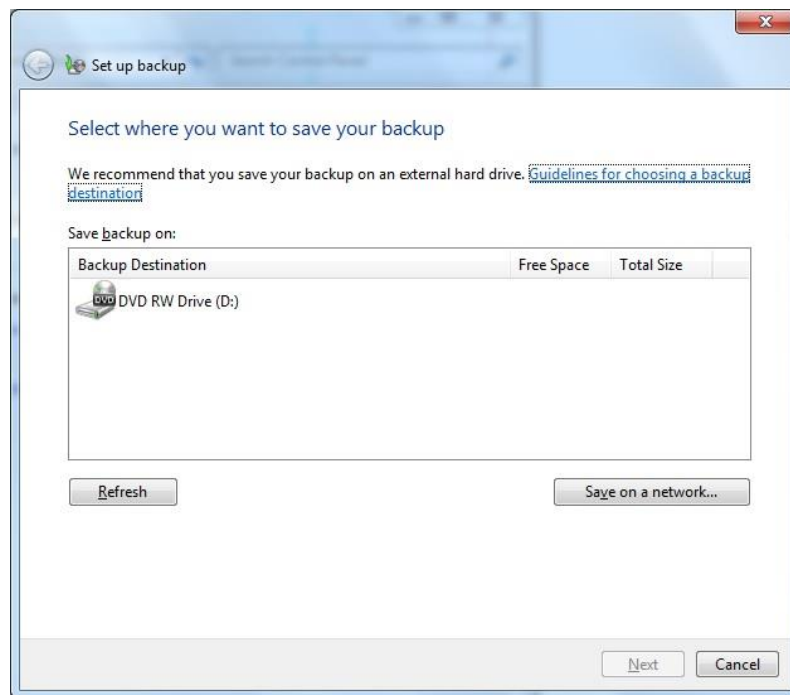 Set up backup
Select where you want to save your backup
We recommend that you save your backup on an external hard drive. Guidelines for choosing a backup
destination
Save backup on:
Backup Destination Free Space Total Size
DVD DVD RW Drive (D:)
Refresh Save on a network...
Next Cancel